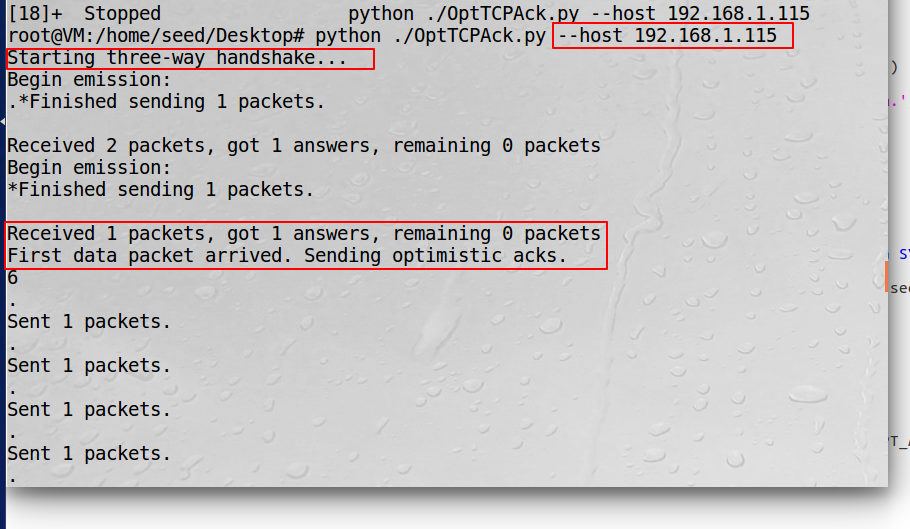 [18]+  Stopped                 python ./OptTCPAck.py --host 192.168.1.115
root@VM:/home/seed/Desktop# python ./OptTCPAck.py --host 192.168.1.115
)
Starting three-way handshake...
Begin emission:
.*Finished sending 1 packets.
.'
Received 2 packets, got 1 answers, remaining 0 packets
Begin emission:
*Finished sending 1 packets.
Received 1 packets, got 1 answers, remaining 0 packets
First data packet arrived. Sending optimistic acks.
6
.
Sent 1 packets.
.
Sent 1 packets.
.
Sent 1 packets.
.
Sent 1 packets.
.